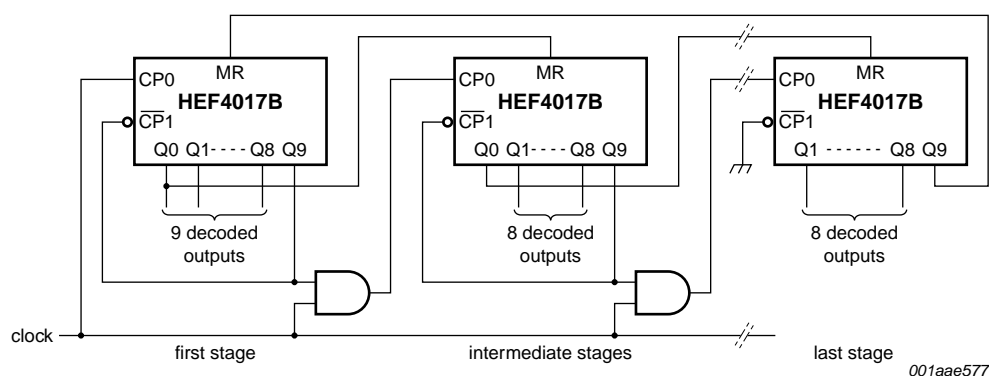 MR MR MR
CP0 CP0 CP0
HEF4017B HEF4017B HEF4017B
CP1 CP1 CP1
Q0 Q1 - - - - Q8 Q9 Q0 Q1 - - - - Q8 Q9 Q1 - - - - - - Q8 Q9
9 decoded
outputs
8 decoded
outputs
8 decoded
outputs
clock
first stage intermediate stages last stage
001aae577